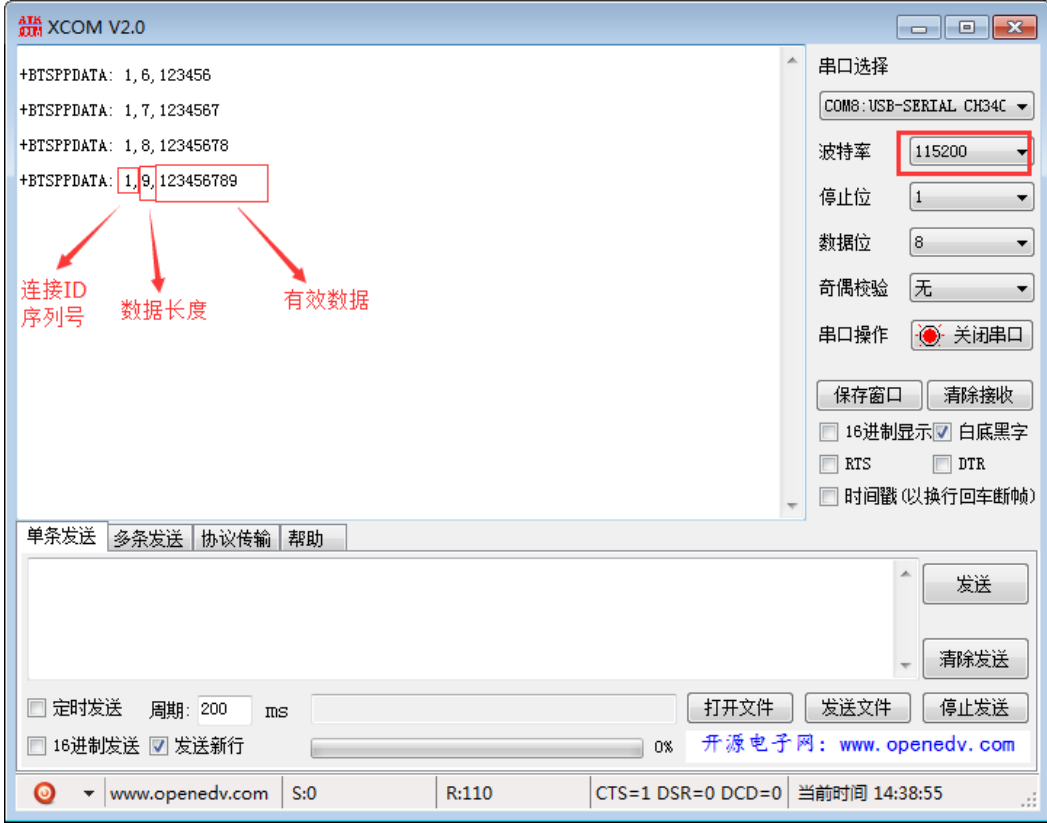 XCOM V2.0
+BTSPPDATA: 1,6,123456
+BTSPPDATA: 1,7,1234567
+BTSPPDATA: 1,8,12345678
+BTSPPDATA: 1,9,123456789
连接ID
序列号
数据长度
有效数据
串口选择
COM8:USB-SERIAL CH34C
波特率 115200
停止位 1
数据位 8
奇偶校验 无
串口操作 关闭串口
保存窗口 清除接收
16进制显示 白底黑字
RTS DTR
时间戳(以换行回车断帧)
单条发送 多条发送 协议传输 帮助
发送
清除发送
定时发送 周期: 200 ms 打开文件 发送文件 停止发送
16进制发送 发送新行 0% 开源电子网: www.openedv.com
www.openedv.com S:0 R:110 CTS=1 DSR=0 DCD=0 当前时间 14:38:55